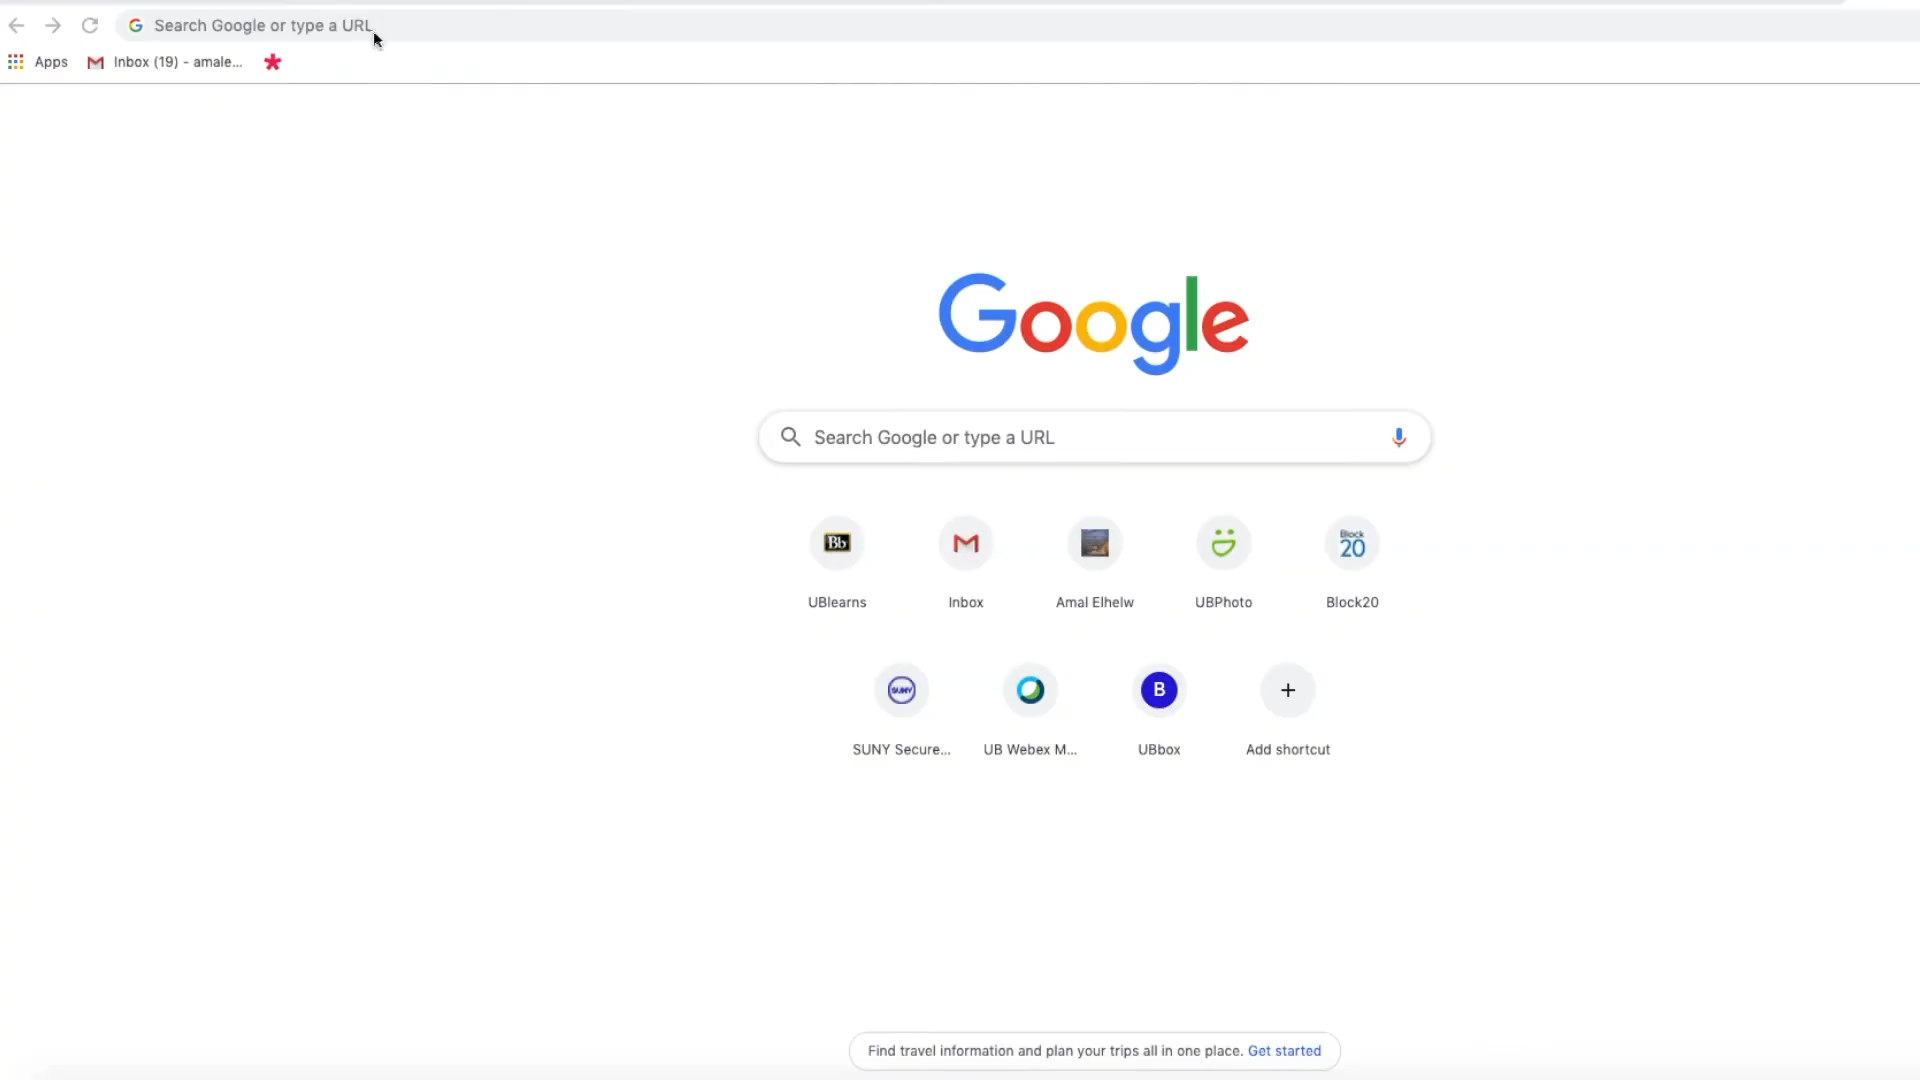 Search Google or type a URL
Apps
Inbox (19) - amale...
Google
Search Google or type a URL
Bb
Block
20
UBlearns
Inbox
Amal Elhelw
UBPhoto
Block20
SUNY
B
SUNY Secure...
UB Webex M...
UBbox
Add shortcut
Find travel information and plan your trips all in one place. Get started